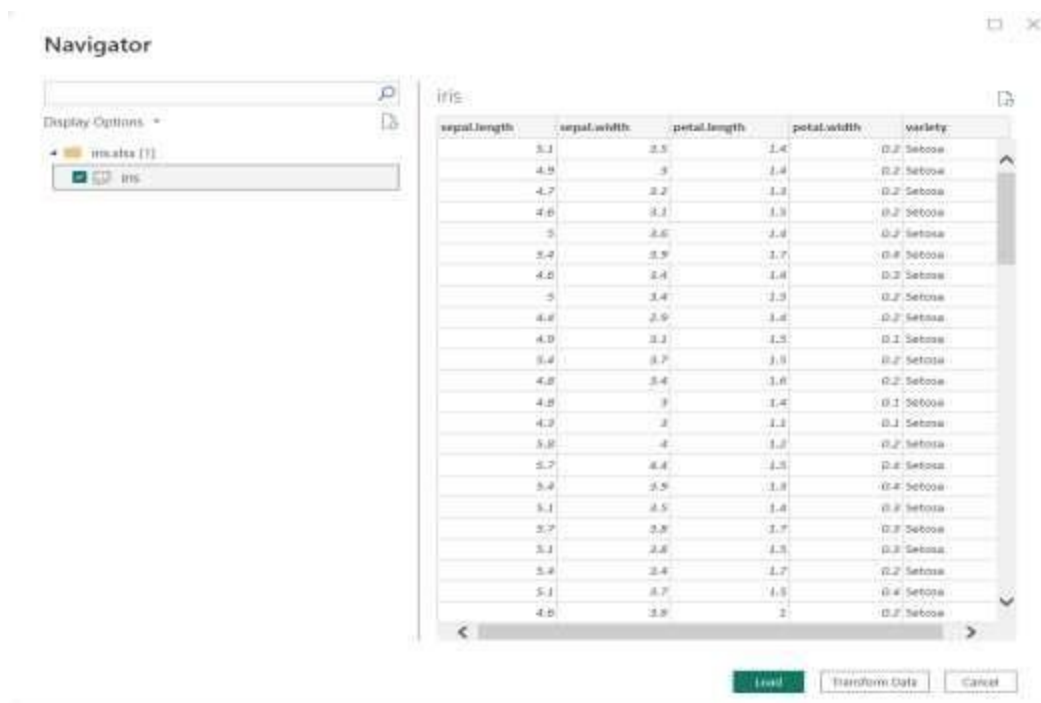 Navigator
Display Options
iris.xlsx [1]
iris
iris
sepal.length sepal.width petal.length petal.width variety
5.1 3.5 1.4 0.2 Setosa
4.9 3 1.4 0.2 Setosa
4.7 3.2 1.3 0.2 Setosa
4.6 3.1 1.5 0.2 Setosa
5 3.6 1.4 0.2 Setosa
5.4 3.9 1.7 0.4 Setosa
4.6 3.4 1.4 0.3 Setosa
5 3.4 1.5 0.2 Setosa
4.4 2.9 1.4 0.2 Setosa
4.9 3.1 1.5 0.1 Setosa
5.4 3.7 1.5 0.2 Setosa
4.8 3.4 1.6 0.2 Setosa
4.8 3 1.4 0.1 Setosa
4.3 3 1.1 0.1 Setosa
5.8 4 1.2 0.2 Setosa
5.7 4.4 1.5 0.4 Setosa
5.4 3.9 1.3 0.4 Setosa
5.1 3.5 1.4 0.3 Setosa
5.7 3.8 1.7 0.3 Setosa
5.1 3.8 1.5 0.3 Setosa
5.4 3.4 1.7 0.2 Setosa
5.1 3.7 1.5 0.4 Setosa
4.6 3.6 1 0.2 Setosa
Load Transform Data Cancel